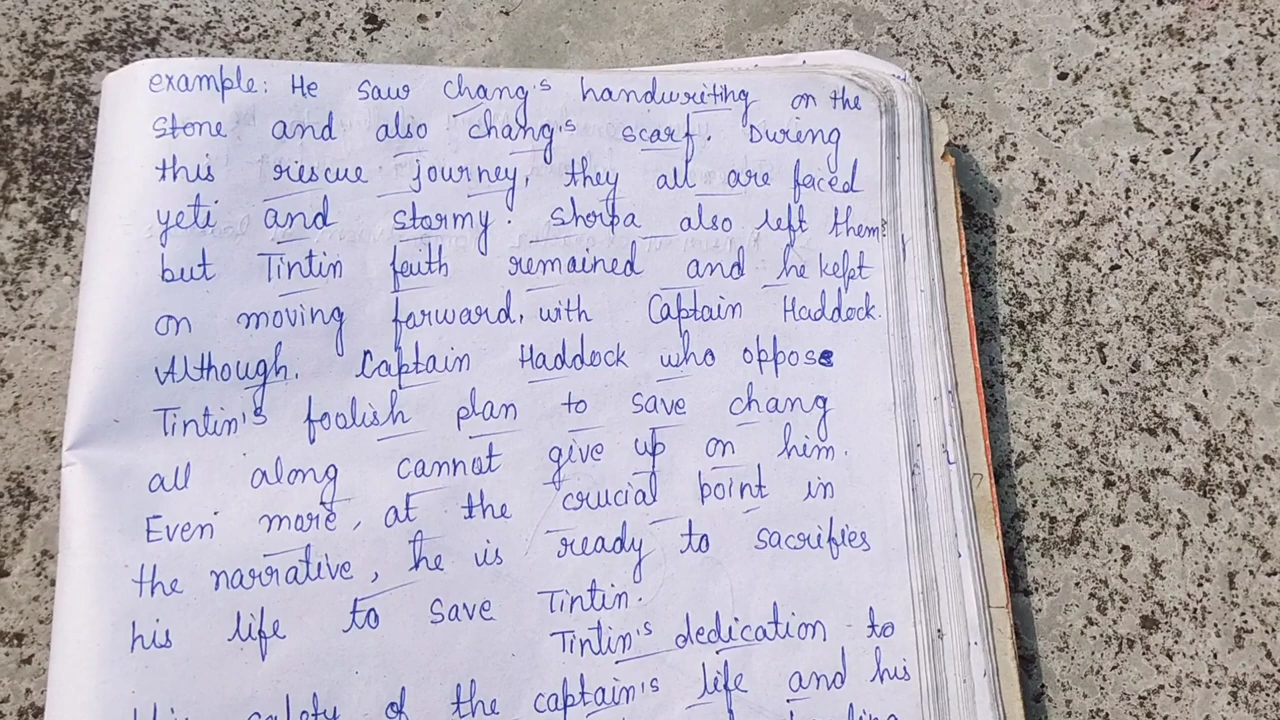 example: He saw chang's handwriting on the
stone and also chang's scarf. During
this rescue journey, they all are faced
yeti and stormy. Sherpa also left them
but Tintin faith remained and he kept
on moving forward, with Captain Haddock.
Although. Captain Haddock who oppose
Tintin's foolish plan to save chang
all along cannot give up on him.
Even more, at the crucial point in
the narrative, he is ready to sacrifies
his life to save Tintin.
Tintin's dedication to
of the captain's life and his